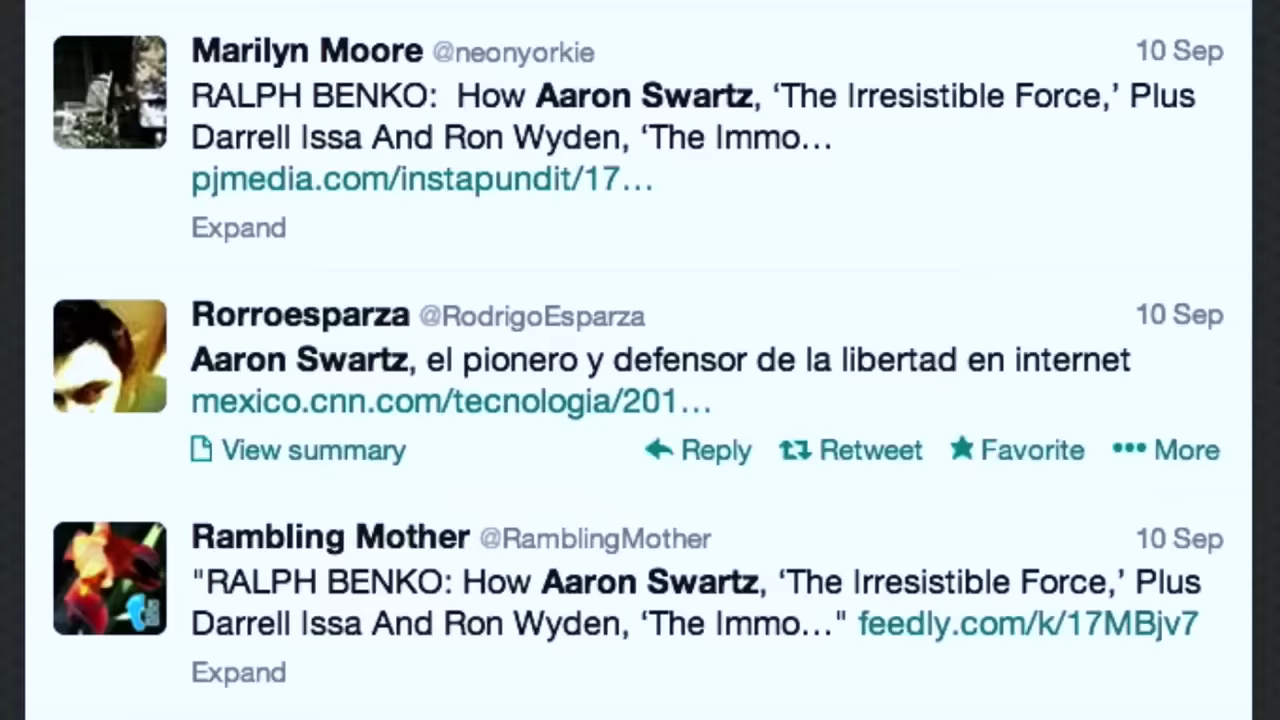 Marilyn Moore @neonyorkie 10 Sep
RALPH BENKO:  How Aaron Swartz, ‘The Irresistible Force,’ Plus
Darrell Issa And Ron Wyden, ‘The Immo...
pjmedia.com/instapundit/17...
Expand
Rorroesparza @RodrigoEsparza 10 Sep
Aaron Swartz, el pionero y defensor de la libertad en internet
mexico.cnn.com/tecnologia/201...
View summary Reply Retweet Favorite ••• More
Rambling Mother @RamblingMother 10 Sep
"RALPH BENKO: How Aaron Swartz, ‘The Irresistible Force,’ Plus
Darrell Issa And Ron Wyden, ‘The Immo..." feedly.com/k/17MBjv7
Expand